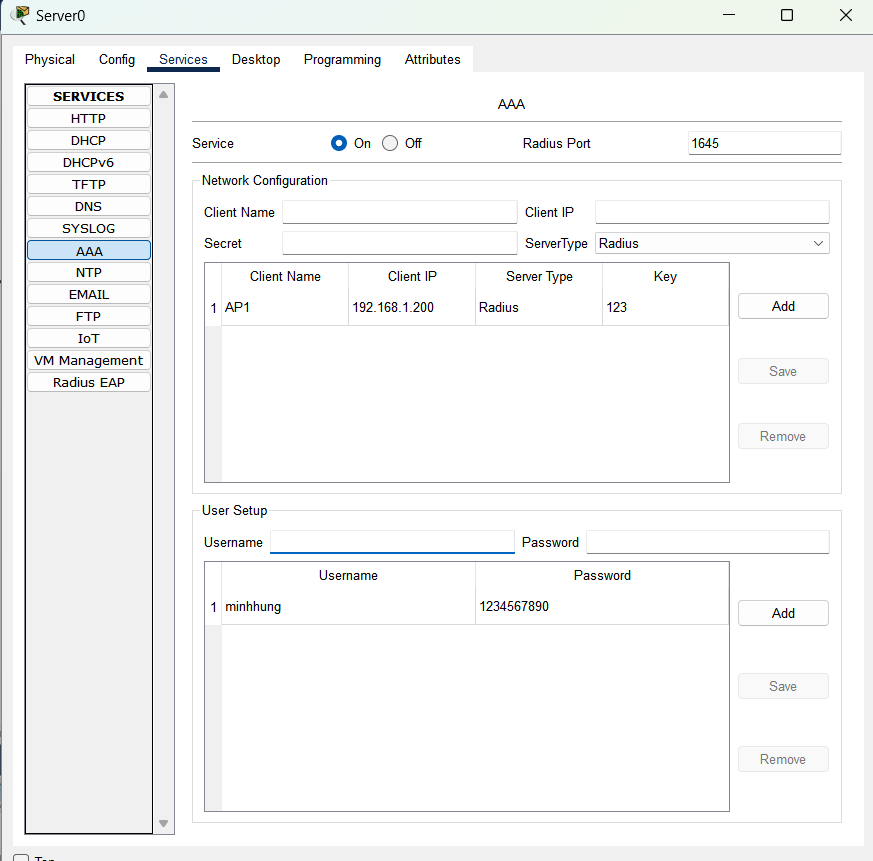 Server0
Physical Config Services Desktop Programming Attributes
SERVICES
HTTP
DHCP
DHCPv6
TFTP
DNS
SYSLOG
AAA
NTP
EMAIL
FTP
IoT
VM Management
Radius EAP
AAA
Service On Off Radius Port 1645
Network Configuration
Client Name Client IP
Secret ServerType Radius
Client Name Client IP Server Type Key
1 AP1 192.168.1.200 Radius 123
Add
Save
Remove
User Setup
Username Password
Username Password
1 minhhung 1234567890
Add
Save
Remove